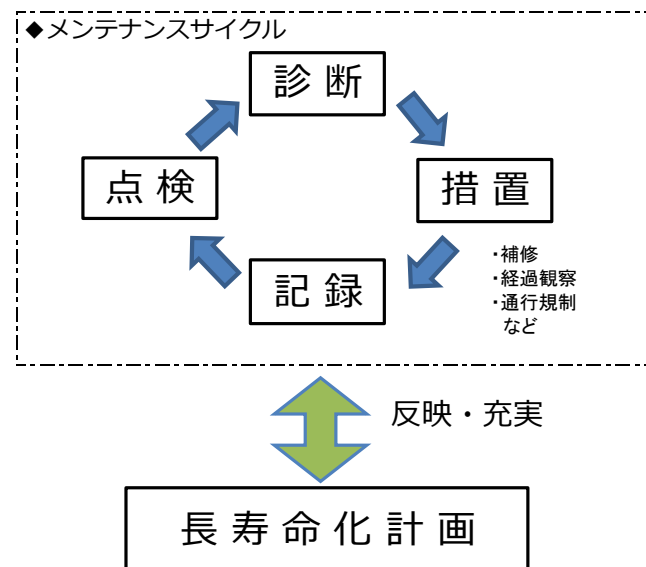 ◆メンテナンスサイクル
診断
点検
措置
記録
・補修
・経過観察
・通行規制
など
反映・充実
長寿命化計画